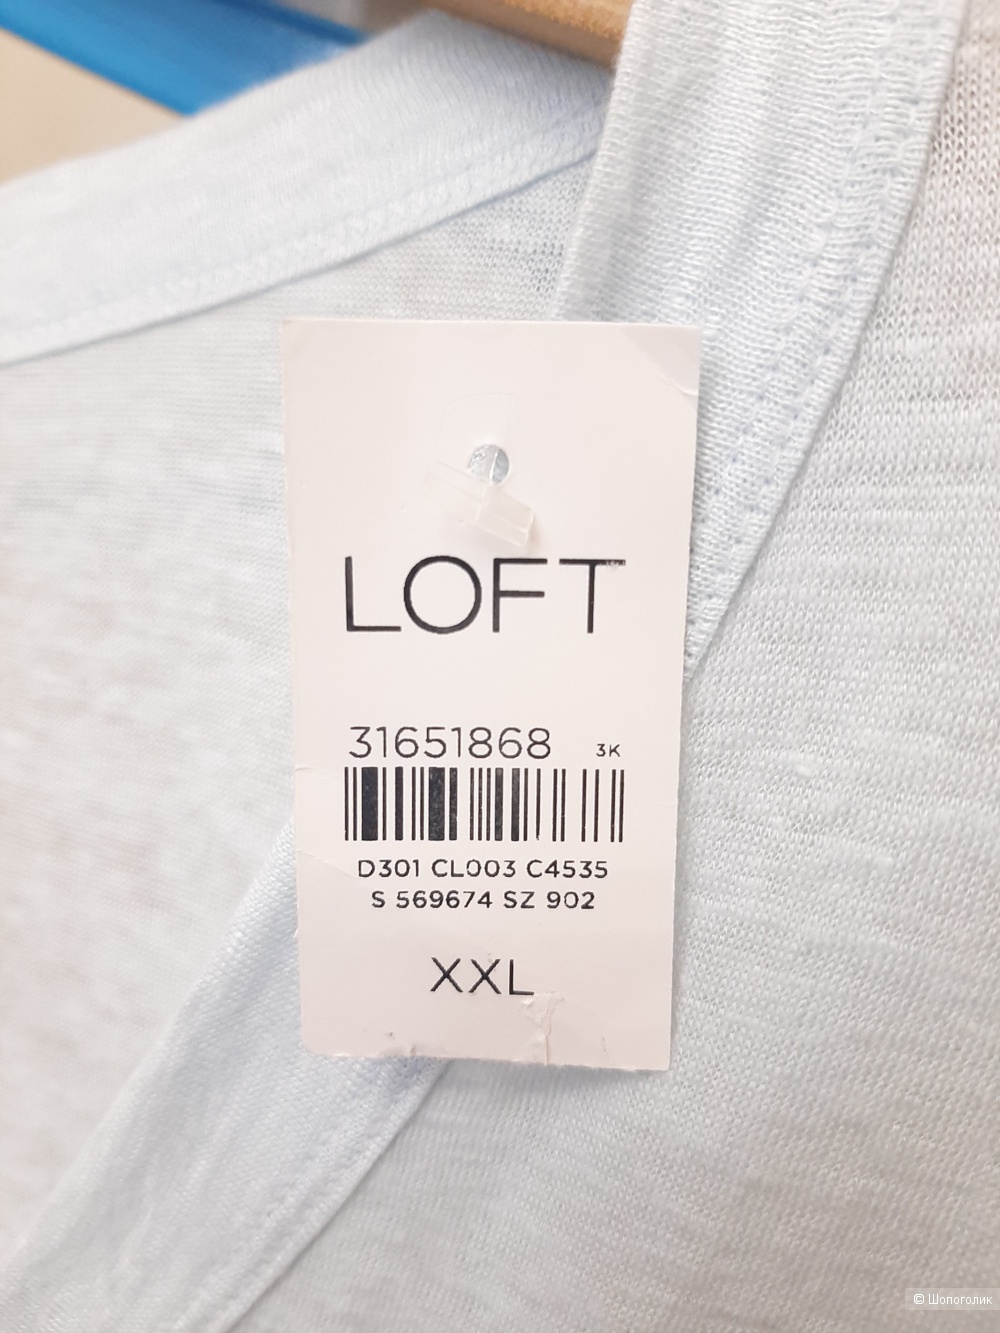 LOFT
31651868 3K
D301 CL003 C4535
S 569674 SZ 902
XXL
© Шопоголик